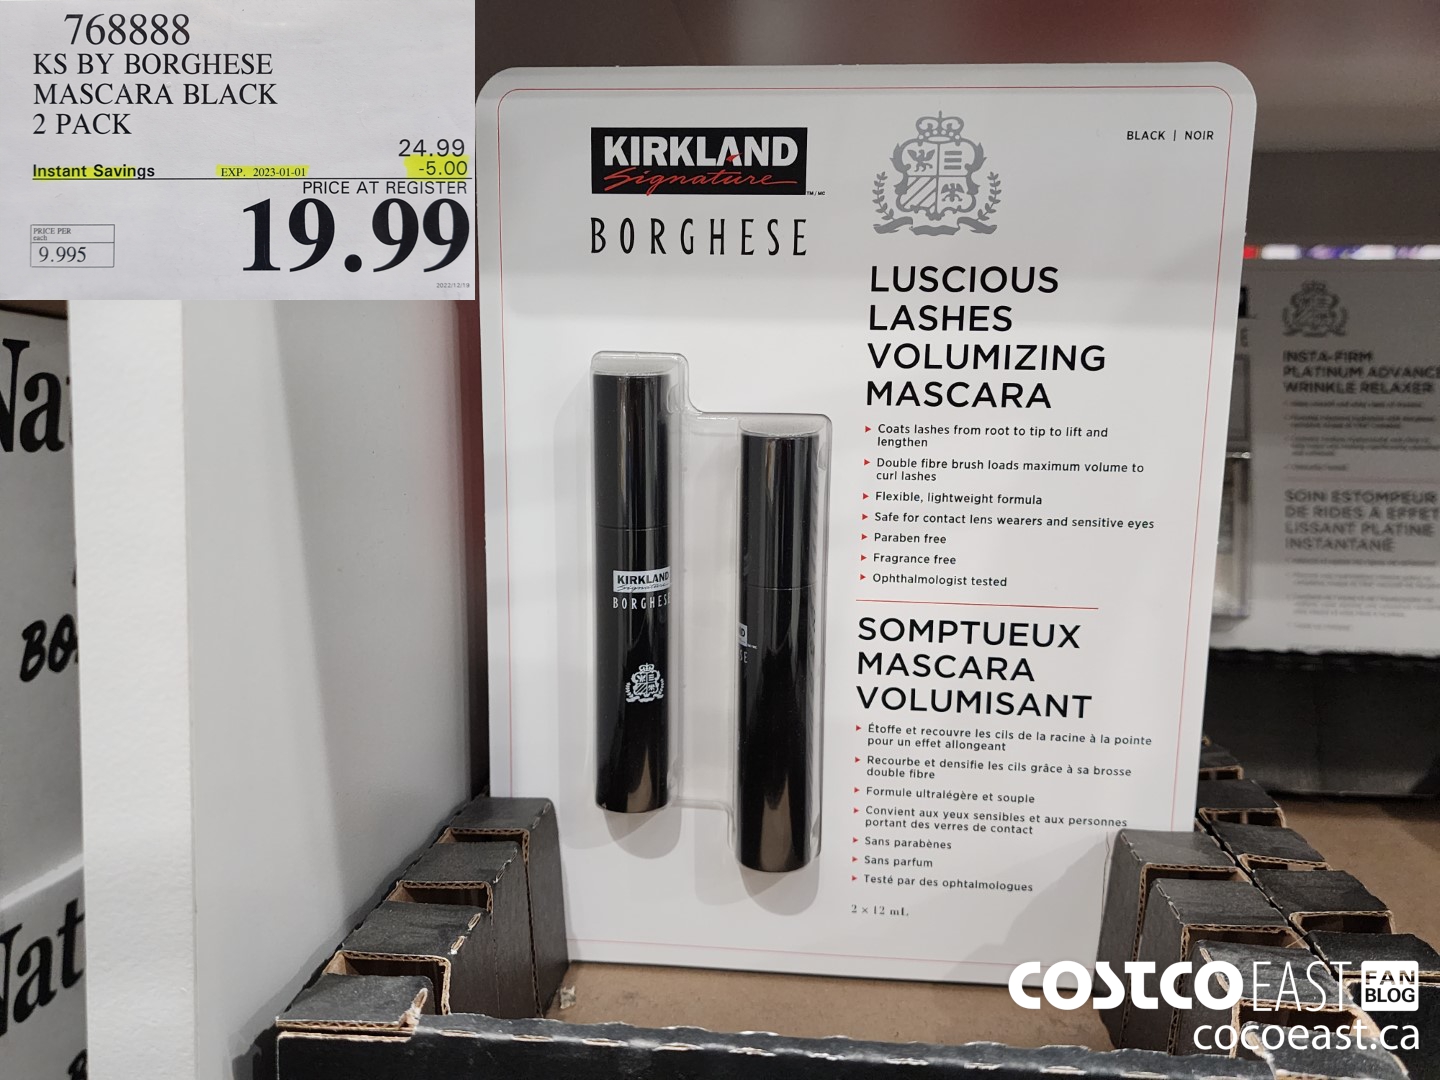 768888
KS BY BORGHESE
MASCARA BLACK
2 PACK
24.99
Instant Savings EXP. 2023-01-01 -5.00
PRICE AT REGISTER
19.99
PRICE PER
each
9.995
2022/12/19
KIRKLAND
Signature
TM/MC
BORGHESE
BLACK | NOIR
LUSCIOUS
LASHES
VOLUMIZING
MASCARA
Coats lashes from root to tip to lift and
lengthen
Double fibre brush loads maximum volume to
curl lashes
Flexible, lightweight formula
Safe for contact lens wearers and sensitive eyes
Paraben free
Fragrance free
Ophthalmologist tested
SOMPTUEUX
MASCARA
VOLUMISANT
Étoffe et recouvre les cils de la racine à la pointe
pour un effet allongeant
Recourbe et densifie les cils grâce à sa brosse
double fibre
Formule ultralégère et souple
Convient aux yeux sensibles et aux personnes
portant des verres de contact
Sans parabènes
Sans parfum
Testé par des ophtalmologues
2 x 12 mL
KIRKLAND
Signature
BORGHESE
INSTA-FIRM
PLATINUM ADVANCE
WRINKLE RELAXER
SOIN ESTOMPEUR
DE RIDES À EFFET
LISSANT PLATINE
INSTANTANÉ
Nat
BO
Nat
COSTCO EAST FAN
BLOG
cocoeast.ca